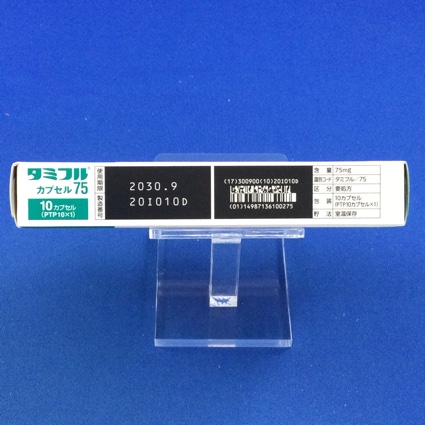 タミフル®
カプセル75
10カプセル
(PTP10×1)
使用期限 2030.9
製造番号 20I010D
(17)300900(10)20I010D
(01)14987136100275
含 量 75mg
識別コード タミフル 75
区 分 要処方
包 装 10カプセル
(PTP10カプセル×1)
貯 法 室温保存